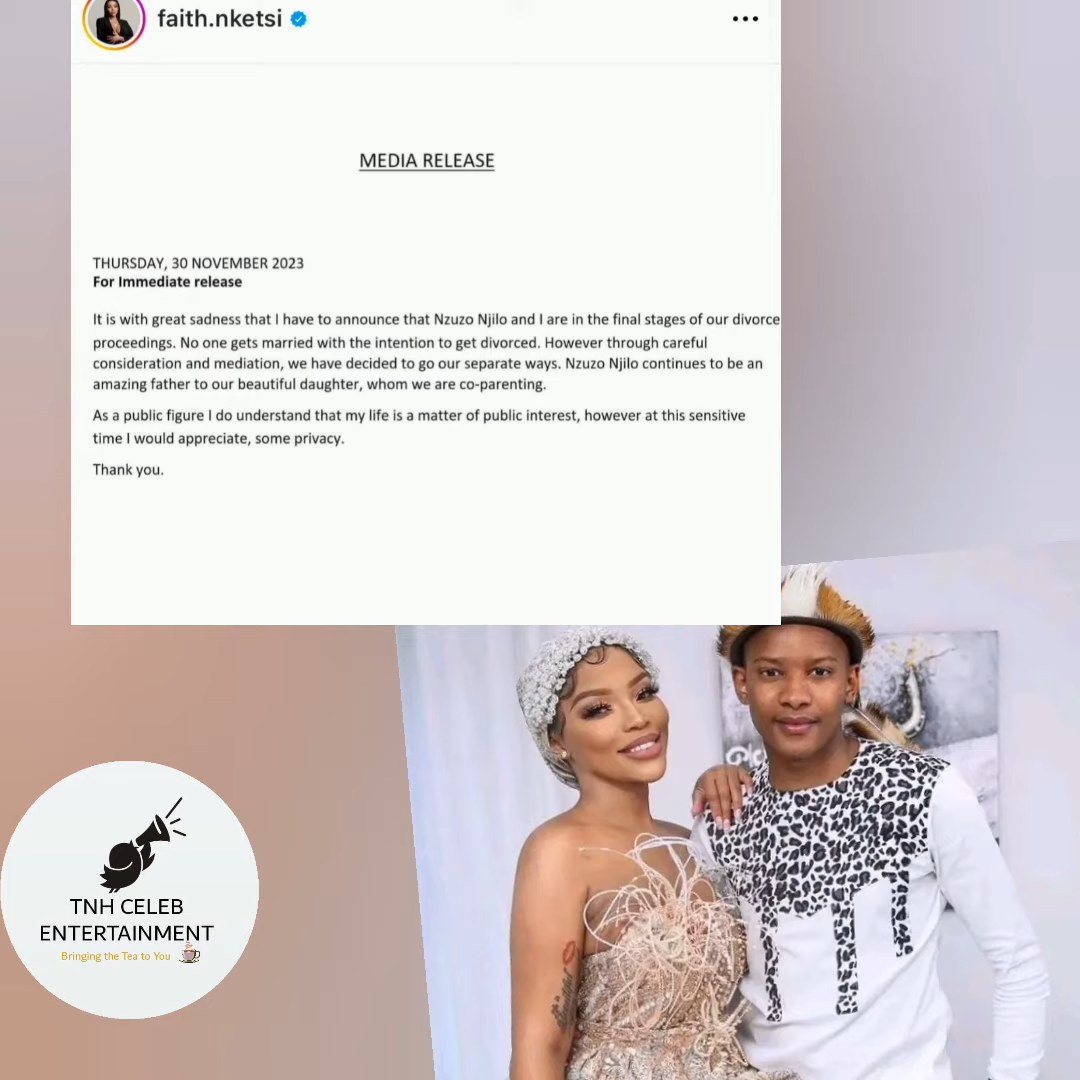 faith.nketsi
MEDIA RELEASE
THURSDAY, 30 NOVEMBER 2023
For Immediate release
It is with great sadness that I have to announce that Nzuzo Njilo and I are in the final stages of our divorce
proceedings. No one gets married with the intention to get divorced. However through careful
consideration and mediation, we have decided to go our separate ways. Nzuzo Njilo continues to be an
amazing father to our beautiful daughter, whom we are co-parenting.
As a public figure I do understand that my life is a matter of public interest, however at this sensitive
time I would appreciate, some privacy.
Thank you.
TNH CELEB
ENTERTAINMENT
Bringing the Tea to You